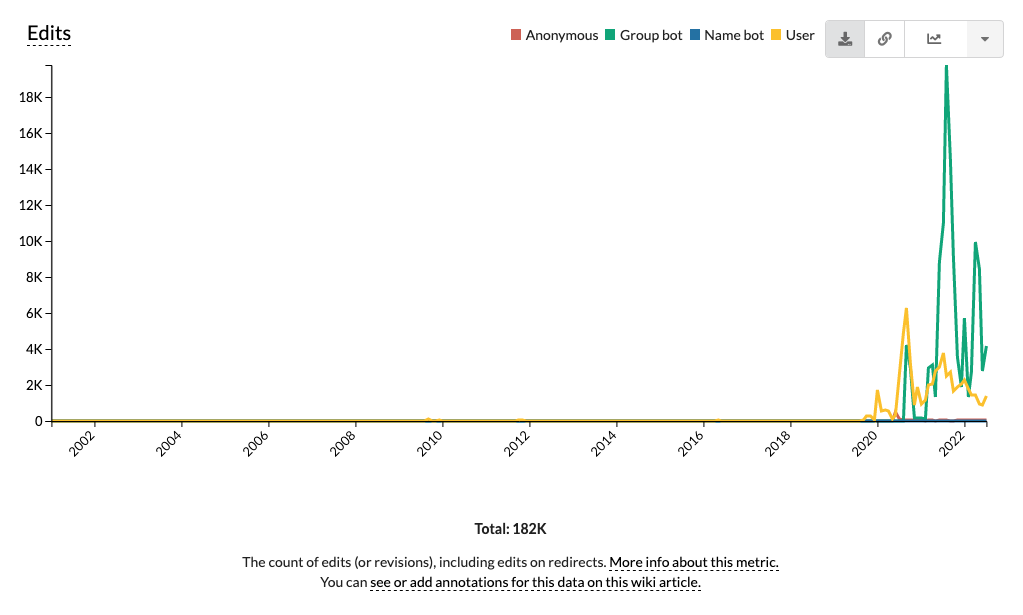 Edits
Anonymous Group bot Name bot User
18K
16K
14K
12K
10K
8K
6K
4K
2K
0
2002 2004 2006 2008 2010 2012 2014 2016 2018 2020 2022
Total: 182K
The count of edits (or revisions), including edits on redirects. More info about this metric.
You can see or add annotations for this data on this wiki article.